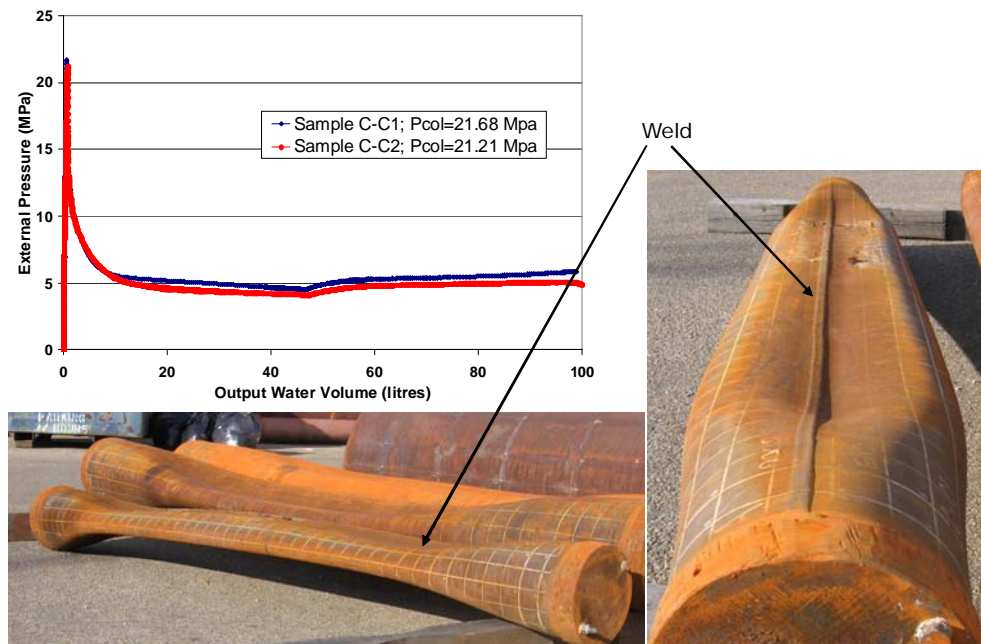 25
20
15
10
5
0
External Pressure (MPa)
Sample C-C1; Pcol=21.68 Mpa
Sample C-C2; Pcol=21.21 Mpa
0 20 40 60 80 100
Output Water Volume (litres)
Weld
PARKING